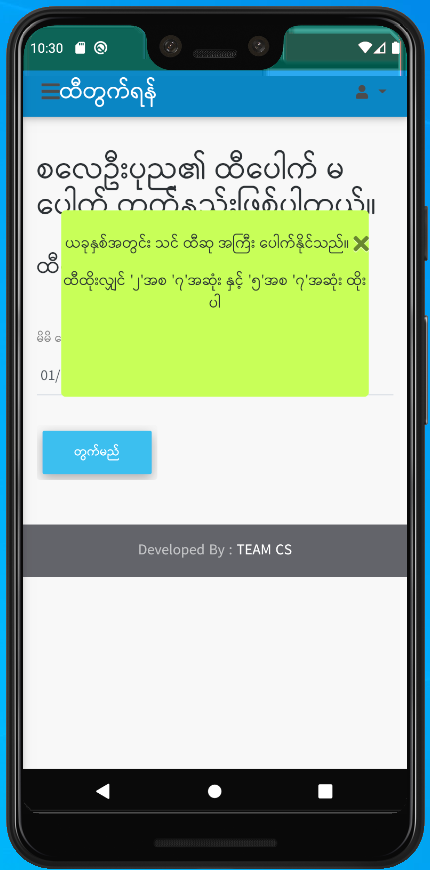 10:30
ထီတွက်ရန်
စလေဦးပုည၏ ထီပေါက် မ
ပေါက် တွက်နည်းဖြစ်ပါတယ်။
ယခုနှစ်အတွင်း သင် ထီဆု အကြီး ပေါက်နိုင်သည်။
ထီ
ထီထိုးလျှင် '၂'အစ '၇'အဆုံး နှင့် '၅'အစ '၇'အဆုံး ထိုး
ပါ
မိမိ
01/
တွက်မည်
Developed By : TEAM CS